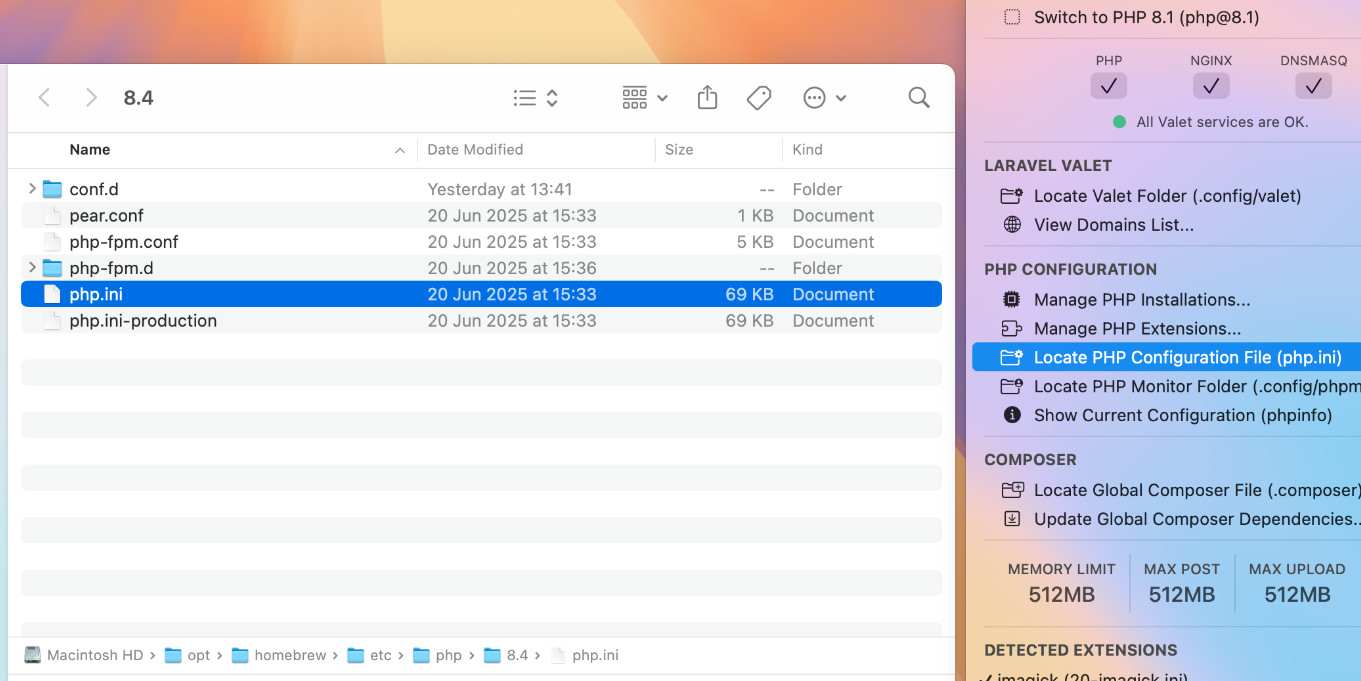 8.4
Name Date Modified Size Kind
conf.d Yesterday at 13:41 -- Folder
pear.conf 20 Jun 2025 at 15:33 1 KB Document
php-fpm.conf 20 Jun 2025 at 15:33 5 KB Document
php-fpm.d 20 Jun 2025 at 15:36 -- Folder
php.ini 20 Jun 2025 at 15:33 69 KB Document
php.ini-production 20 Jun 2025 at 15:33 69 KB Document
Macintosh HD › opt › homebrew › etc › php › 8.4 › php.ini
Switch to PHP 8.1 (php@8.1)
PHP NGINX DNSMASQ
All Valet services are OK.
LARAVEL VALET
Locate Valet Folder (.config/valet)
View Domains List...
PHP CONFIGURATION
Manage PHP Installations...
Manage PHP Extensions...
Locate PHP Configuration File (php.ini)
Locate PHP Monitor Folder (.config/phpm
Show Current Configuration (phpinfo)
COMPOSER
Locate Global Composer File (.composer)
Update Global Composer Dependencies..
MEMORY LIMIT MAX POST MAX UPLOAD
512MB 512MB 512MB
DETECTED EXTENSIONS
imagick (20-imagick.ini)